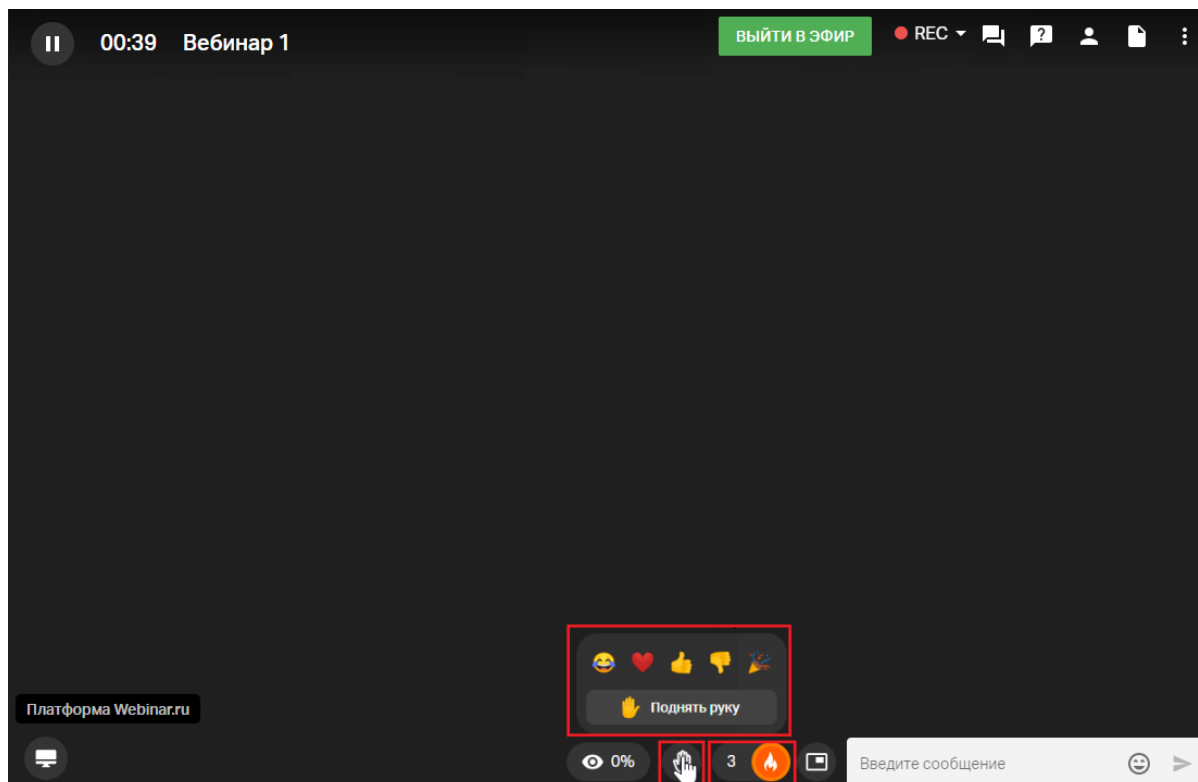 00:39 Вебинар 1 ВЫЙТИ В ЭФИР REC ?
Поднять руку
Платформа Webinar.ru
0% 3 Введите сообщение